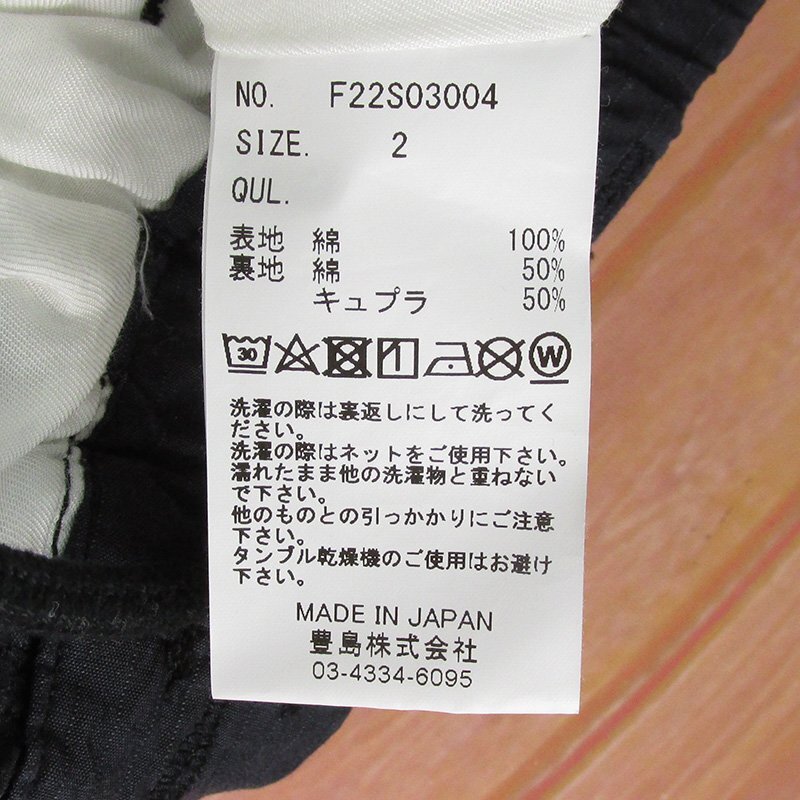 NO. F22S03004
SIZE. 2
QUL.
表地 綿 100%
裏地 綿 50%
キュプラ 50%
30 W
洗濯の際は裏返しにして洗ってく
ださい。
洗濯の際はネットをご使用下さい。
濡れたまま他の洗濯物と重ねない
で下さい。
他のものとの引っかかりにご注意
下さい。
タンブル乾燥機のご使用はお避け
下さい。
MADE IN JAPAN
豊島株式会社
03-4334-6095